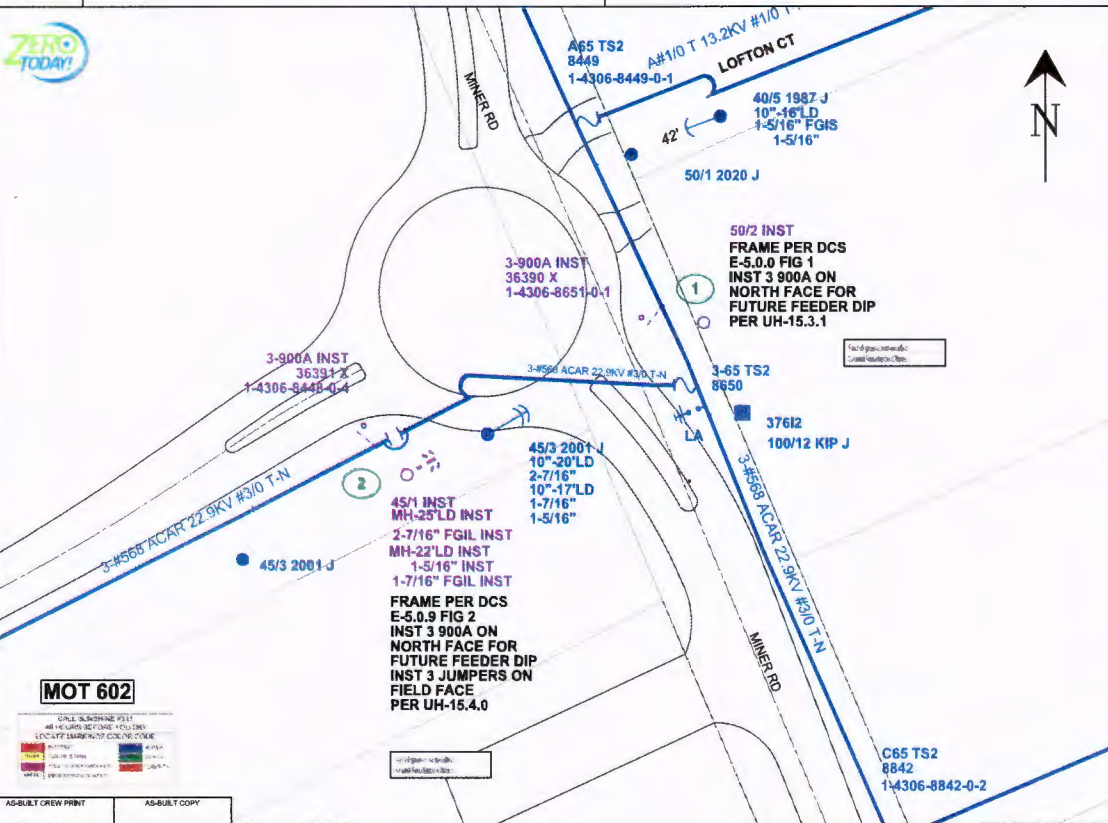 ZERO
TODAY!
MINER RD
A65 TS2
8449
1-4306-8449-0-1
A#1/0 T 13.2KV #1/0 T-
LOFTON CT
N
40/5 1987 J
10"-16'LD
1-5/16" FGIS
1-5/16"
42'
50/1 2020 J
50/2 INST
FRAME PER DCS
E-5.0.0 FIG 1
INST 3 900A ON
NORTH FACE FOR
FUTURE FEEDER DIP
PER UH-15.3.1
3-900A INST
36390 X
1-4306-8651-0-1
1
3-900A INST
36391 X
1-4306-8448-0-4
3-#568 ACAR 22.9KV #3/0 T-N
3-65 TS2
8650
376I2
100/12 KIP J
LA
45/3 2001 J
10"-20'LD
2-7/16"
10"-17'LD
1-7/16"
1-5/16"
2
45/1 INST
MH-25'LD INST
2-7/16" FGIL INST
MH-22'LD INST
1-5/16" INST
1-7/16" FGIL INST
3-#568 ACAR 22.9KV #3/0 T-N
45/3 2001 J
3-#568 ACAR 22.9KV #3/0 T-N
FRAME PER DCS
E-5.0.9 FIG 2
INST 3 900A ON
NORTH FACE FOR
FUTURE FEEDER DIP
INST 3 JUMPERS ON
FIELD FACE
PER UH-15.4.0
MINER RD
MOT 602
LOCATE MARKINGS COLOR CODE
C65 TS2
8842
1-4306-8842-0-2
AS-BUILT CREW PRINT
AS-BUILT COPY